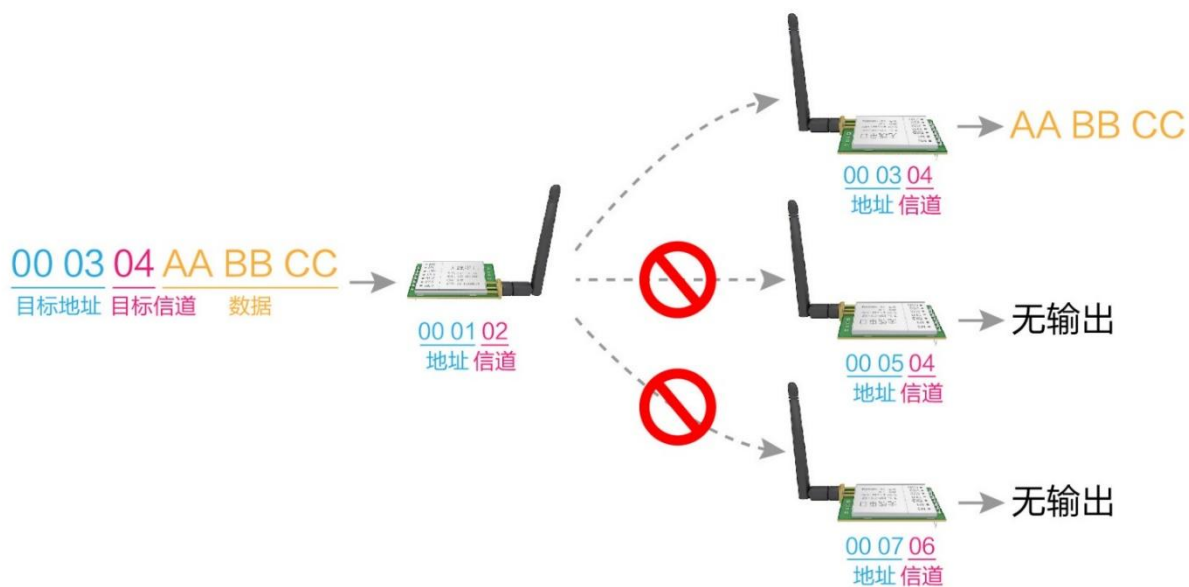 00 03 04 AA BB CC
目标地址 目标信道 数据
00 01 02
地址 信道
00 03 04
地址 信道
AA BB CC
00 05 04
地址 信道
无输出
00 07 06
地址 信道
无输出